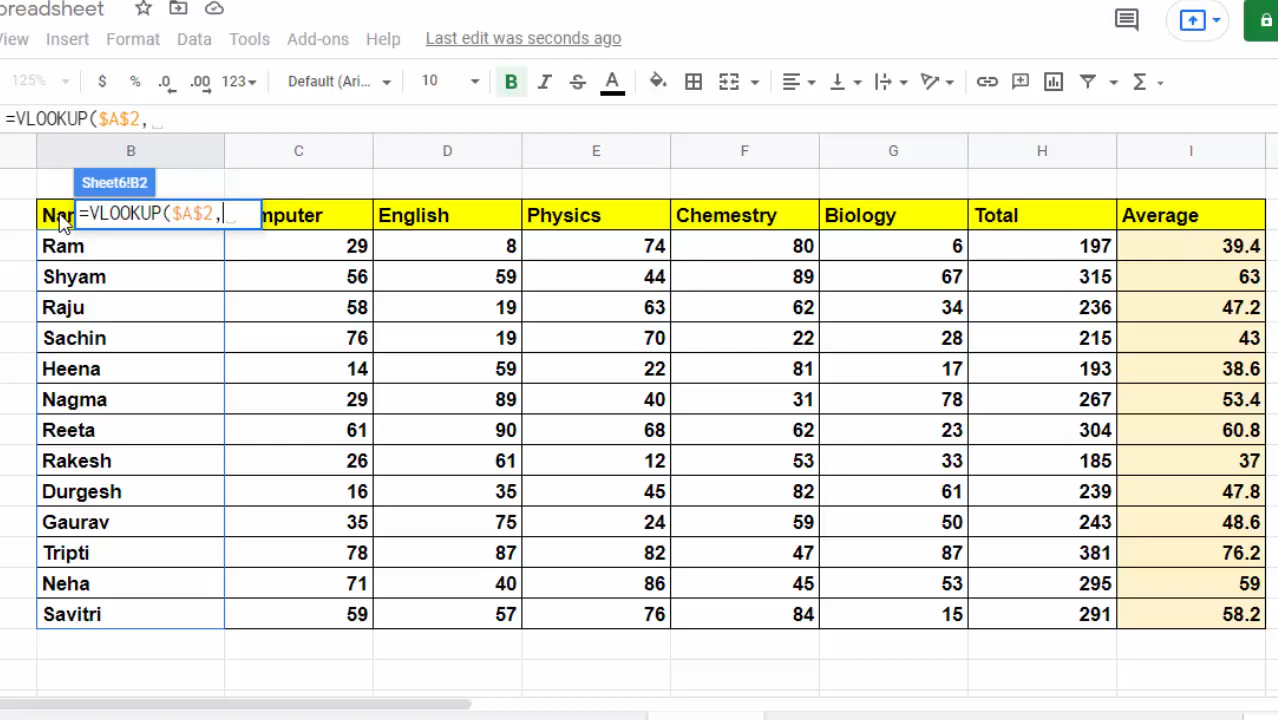 readsheet
View Insert Format Data Tools Add-ons Help Last edit was seconds ago
125% $ % .0 .00 123 Default (Ari... 10 B I S A Σ
=VLOOKUP($A$2,
B C D E F G H I
Sheet6!B2
Nar =VLOOKUP($A$2, mputer English Physics Chemestry Biology Total Average
Ram 29 8 74 80 6 197 39.4
Shyam 56 59 44 89 67 315 63
Raju 58 19 63 62 34 236 47.2
Sachin 76 19 70 22 28 215 43
Heena 14 59 22 81 17 193 38.6
Nagma 29 89 40 31 78 267 53.4
Reeta 61 90 68 62 23 304 60.8
Rakesh 26 61 12 53 33 185 37
Durgesh 16 35 45 82 61 239 47.8
Gaurav 35 75 24 59 50 243 48.6
Tripti 78 87 82 47 87 381 76.2
Neha 71 40 86 45 53 295 59
Savitri 59 57 76 84 15 291 58.2